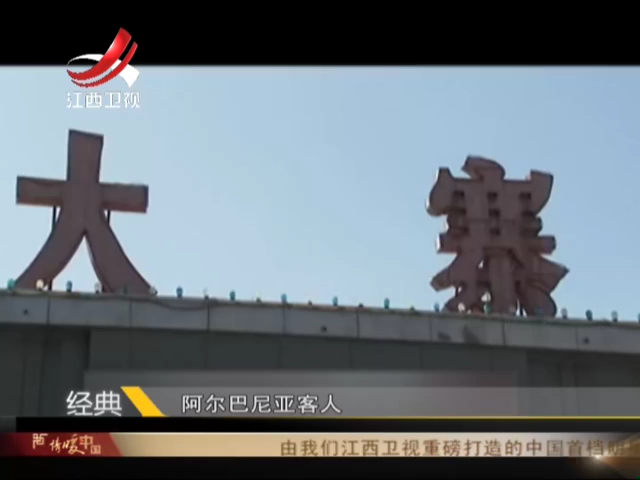 江西卫视
大寨
经典 阿尔巴尼亚客人
由我们江西卫视重磅打造的中国首档